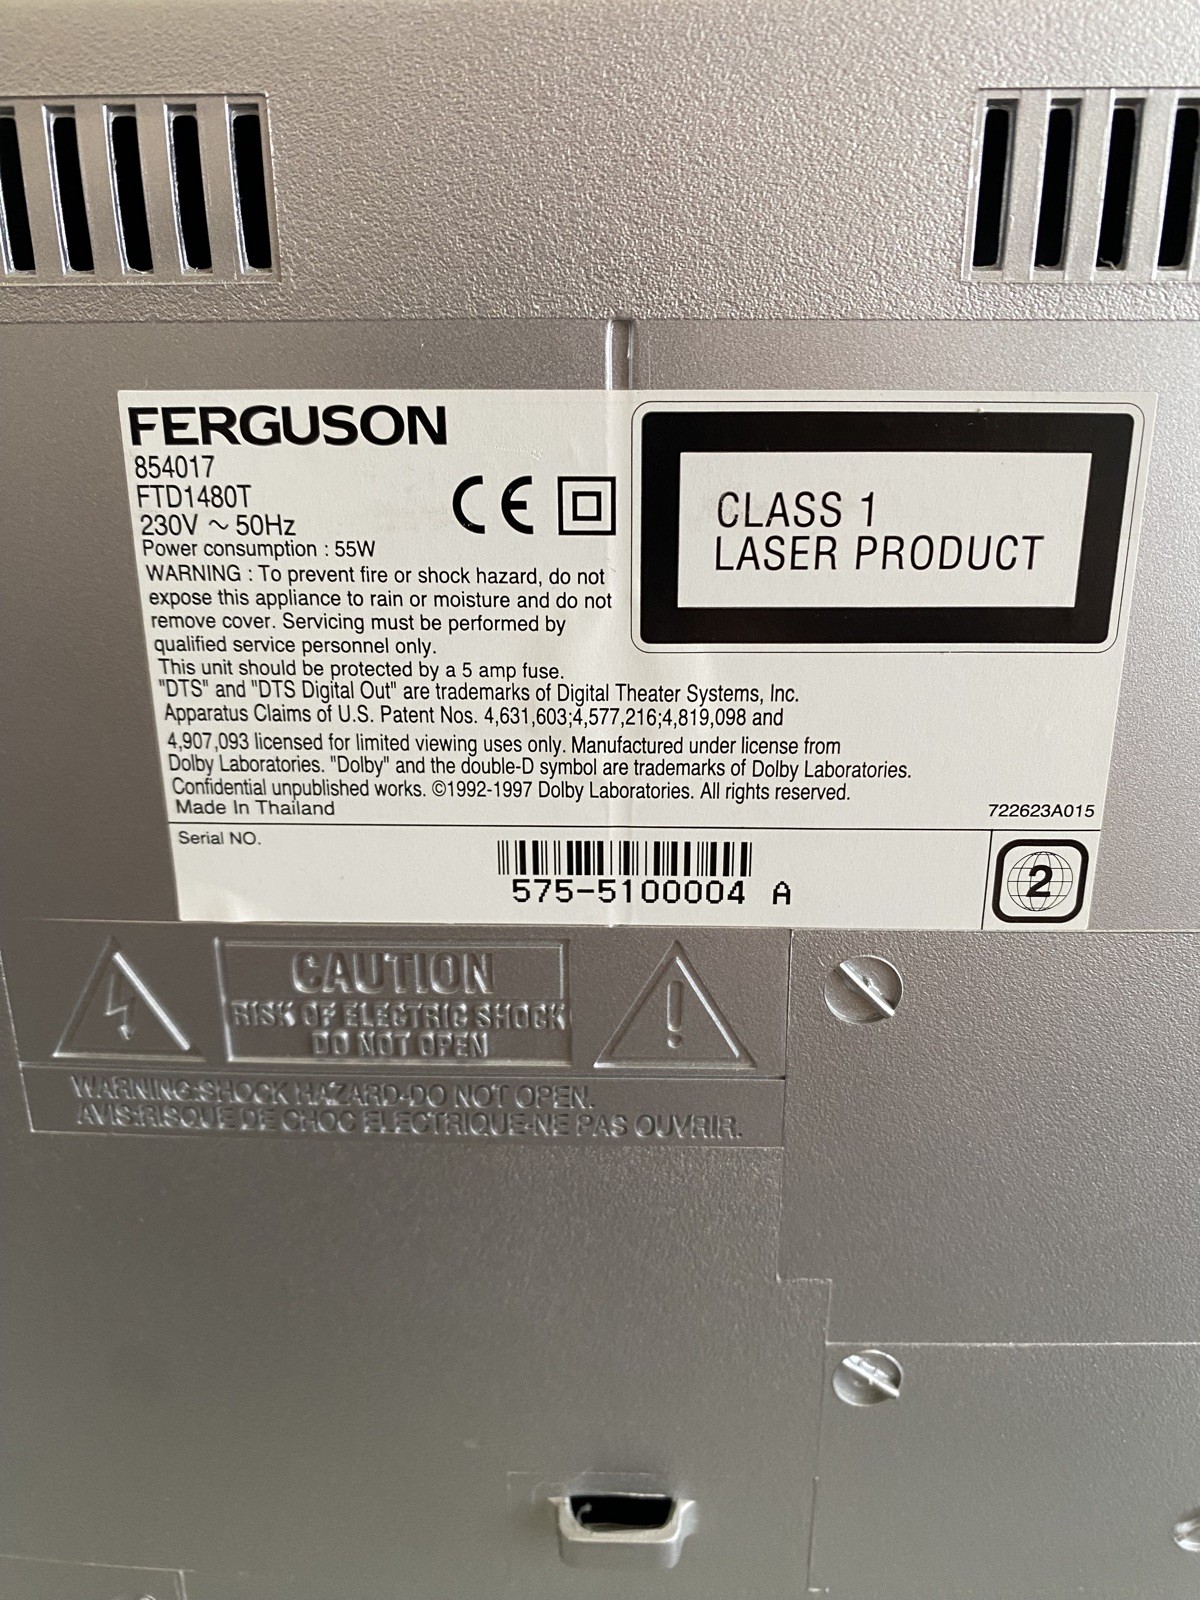 FERGUSON
854017
FTD1480T
230V ~ 50Hz
Power consumption : 55W
WARNING : To prevent fire or shock hazard, do not
expose this appliance to rain or moisture and do not
remove cover. Servicing must be performed by
qualified service personnel only.
This unit should be protected by a 5 amp fuse.
"DTS" and "DTS Digital Out" are trademarks of Digital Theater Systems, Inc.
Apparatus Claims of U.S. Patent Nos. 4,631,603;4,577,216;4,819,098 and
4,907,093 licensed for limited viewing uses only. Manufactured under license from
Dolby Laboratories. "Dolby" and the double-D symbol are trademarks of Dolby Laboratories.
Confidential unpublished works. ©1992-1997 Dolby Laboratories. All rights reserved.
Made In Thailand
CE
CLASS 1
LASER PRODUCT
722623A015
Serial NO.
575-5100004 A
2
CAUTION
RISK OF ELECTRIC SHOCK
DO NOT OPEN
!
WARNING:SHOCK HAZARD-DO NOT OPEN.
AVIS:RISQUE DE CHOC ELECTRIQUE-NE PAS OUVRIR.